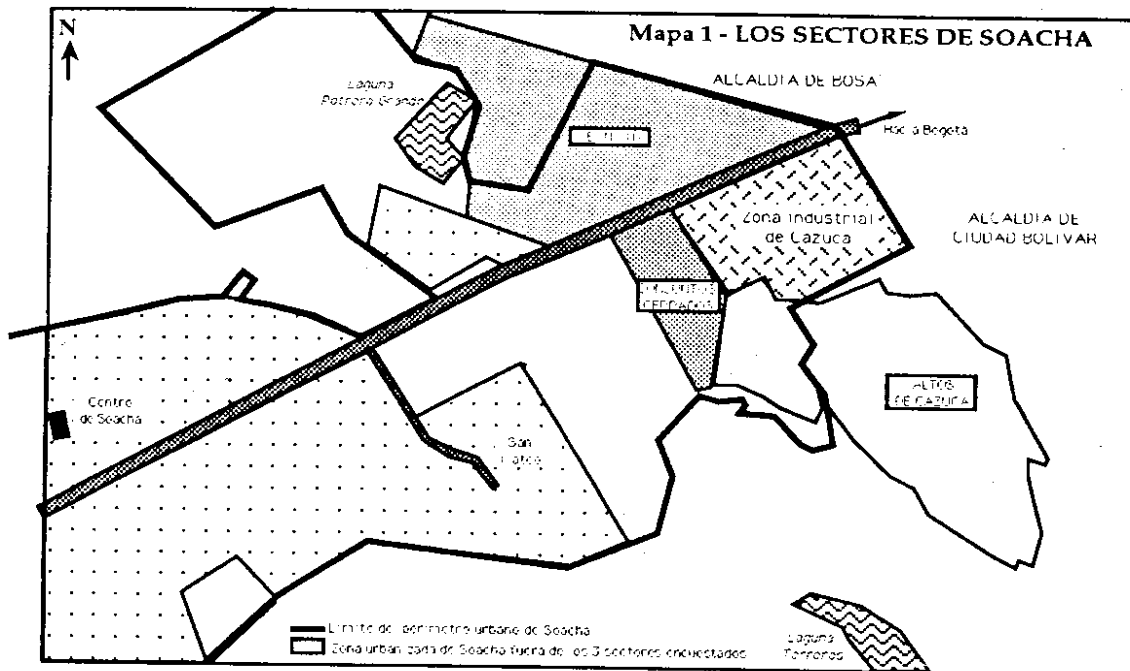 N
Mapa 1 - LOS SECTORES DE SOACHA
Laguna
Potrero Grande
ALCALDIA DE BOSA
Hacia Bogotá
Zona Industrial
de Cazuca
ALCALDIA DE
CIUDAD BOLIVAR
CONJUNTOS
CERRADOS
ALTOS
DE CAZUCA
Centro
de Soacha
San
Límite del perímetro urbano de Soacha
Zona urbanizada de Soacha fuera de los 3 sectores encuestados
Laguna
Terreros